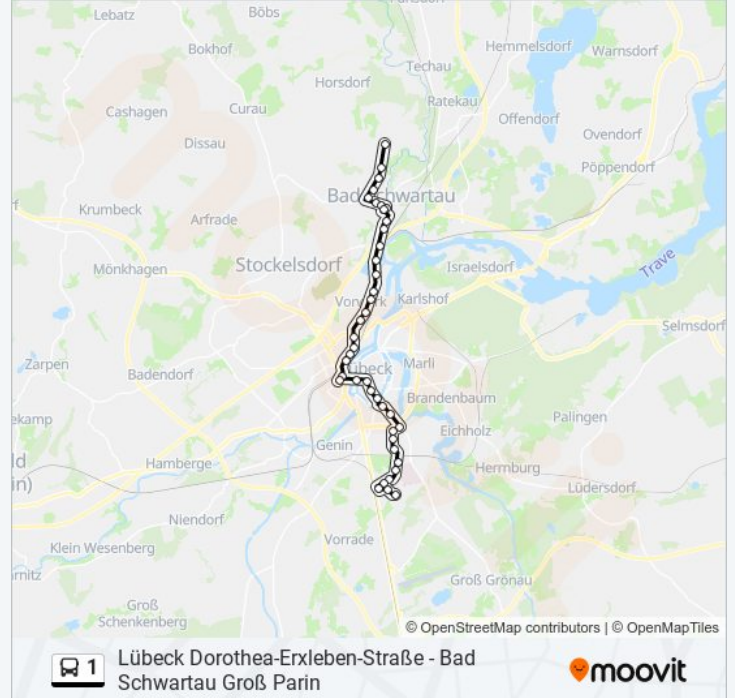 Lebatz
Böbs
Bokhof
Hemmelsdorf
Warnsdorf
Techau
Horsdorf
Ratekau
Cashagen
Curau
Offendorf
Ovendorf
Dissau
Pöppendorf
Bad Schwartau
Krumbeck
Arfrade
Trave
Stockelsdorf
Israelsdorf
Mönkhagen
Karlshof
Selmsdorf
Zarpen
Marli
Badendorf
Brandenbaum
Palingen
Eichholz
Genin
Hamberge
Herrnburg
Lüdersdorf
Niendorf
Vorrade
Klein Wesenberg
Groß Grönau
Groß
Schenkenberg
© OpenStreetMap contributors | © OpenMapTiles
1 Lübeck Dorothea-Erxleben-Straße - Bad
Schwartau Groß Parin
moovit